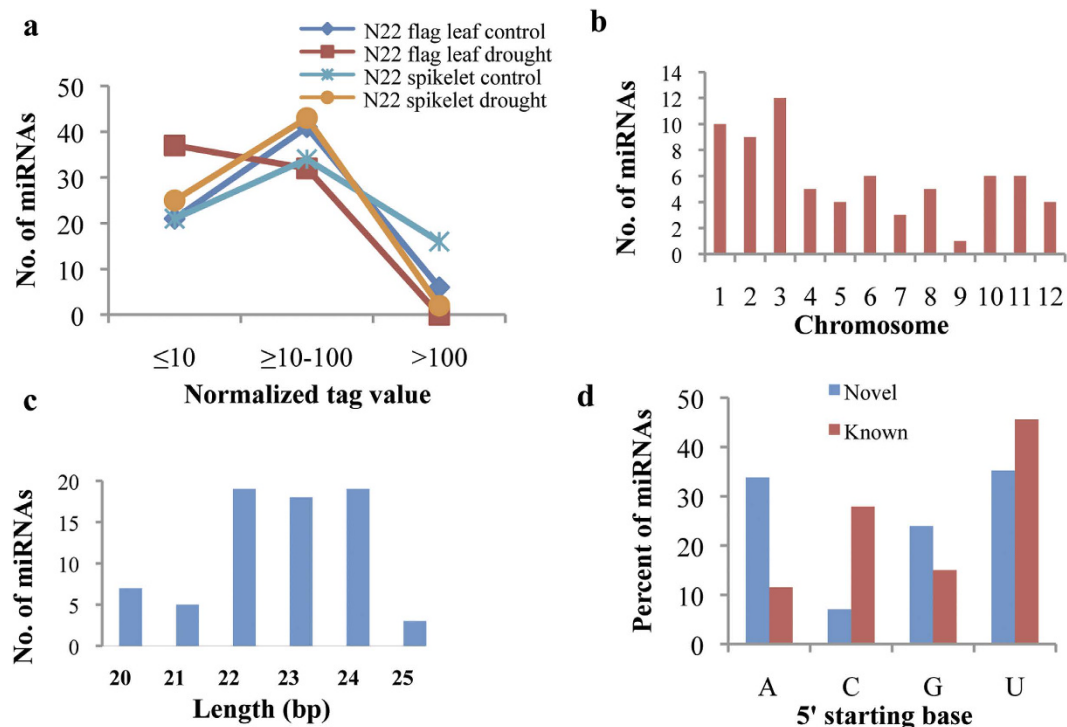 a
N22 flag leaf control
N22 flag leaf drought
N22 spikelet control
N22 spikelet drought
No. of miRNAs
50
40
30
20
10
0
≤10 ≥10-100 >100
Normalized tag value
b
No. of miRNAs
14
12
10
8
6
4
2
0
1 2 3 4 5 6 7 8 9 10 11 12
Chromosome
c
No. of miRNAs
20
15
10
5
0
20 21 22 23 24 25
Length (bp)
d
Novel
Known
Percent of miRNAs
50
40
30
20
10
0
A C G U
5' starting base